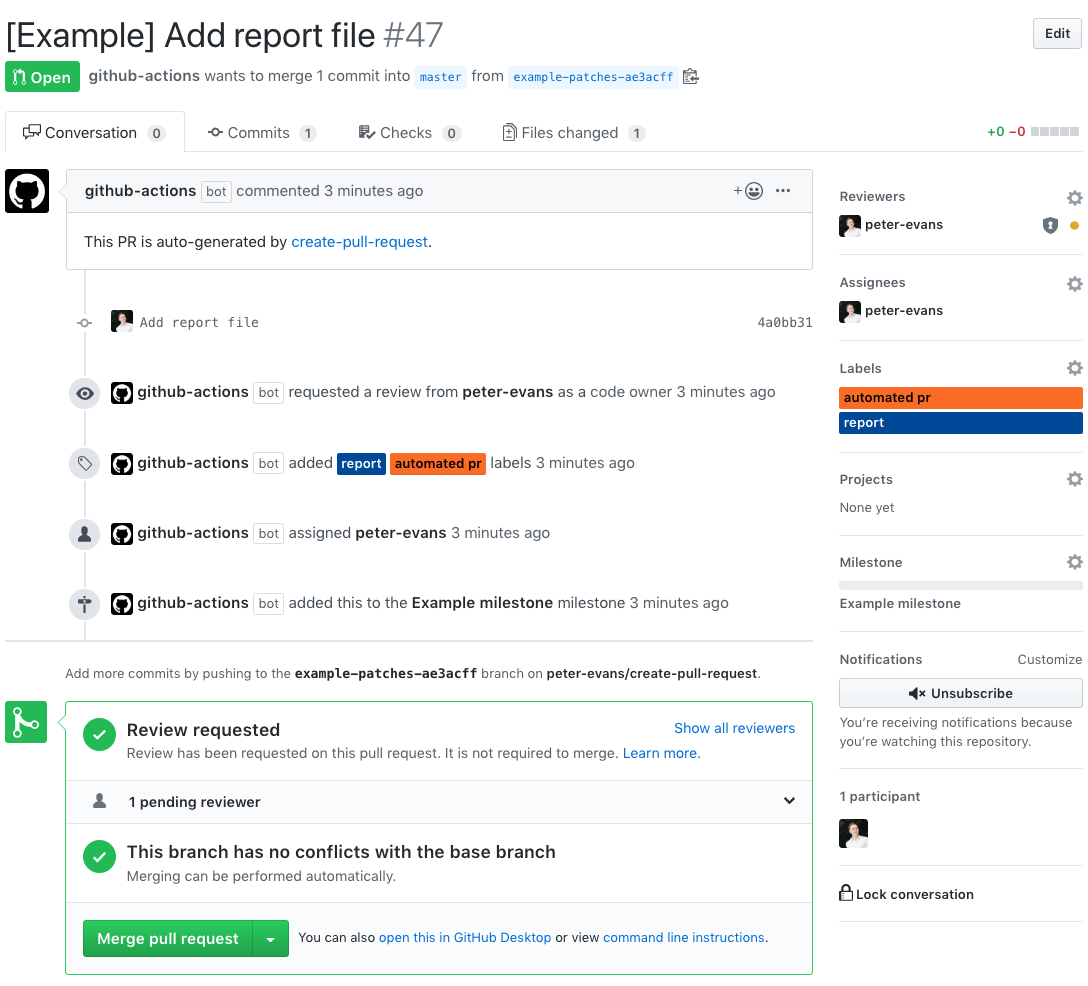 [Example] Add report file #47
Edit
Open github-actions wants to merge 1 commit into master from example-patches-ae3acff
Conversation 0 Commits 1 Checks 0 Files changed 1 +0 −0
github-actions bot commented 3 minutes ago
This PR is auto-generated by create-pull-request.
Add report file 4a0bb31
github-actions bot requested a review from peter-evans as a code owner 3 minutes ago
github-actions bot added report automated pr labels 3 minutes ago
github-actions bot assigned peter-evans 3 minutes ago
github-actions bot added this to the Example milestone milestone 3 minutes ago
Add more commits by pushing to the example-patches-ae3acff branch on peter-evans/create-pull-request.
Review requested
Show all reviewers
Review has been requested on this pull request. It is not required to merge. Learn more.
1 pending reviewer
This branch has no conflicts with the base branch
Merging can be performed automatically.
Merge pull request You can also open this in GitHub Desktop or view command line instructions.
Reviewers
peter-evans
Assignees
peter-evans
Labels
automated pr
report
Projects
None yet
Milestone
Example milestone
Notifications Customize
Unsubscribe
You’re receiving notifications because
you’re watching this repository.
1 participant
Lock conversation